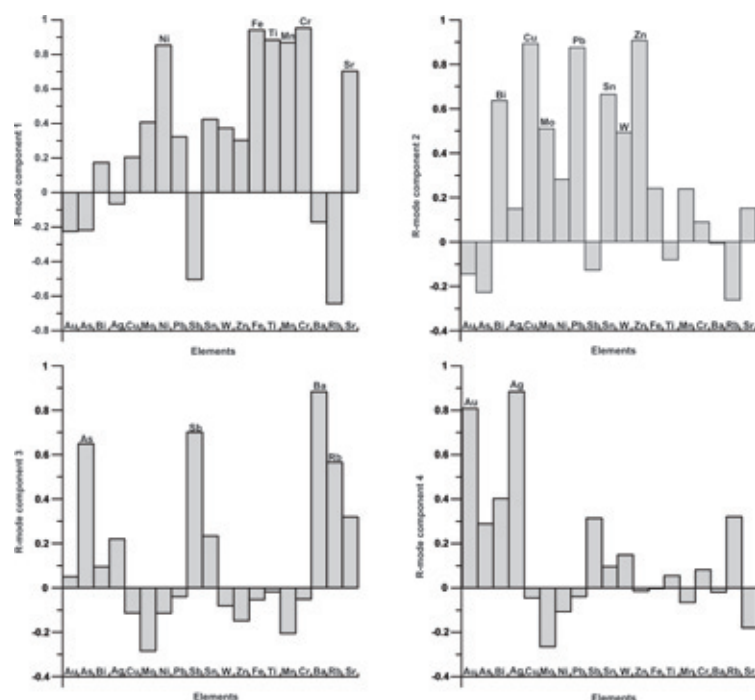 R-mode component 1
1
0.8
0.6
0.4
0.2
0
-0.2
-0.4
-0.6
-0.8
Ni Fe Ti Mn Cr Sr
Au As Bi Ag Cu Mo Ni Pb Sb Sn W Zn Fe Ti Mn Cr Ba Rb Sr
Elements
R-mode component 2
1
0.8
0.6
0.4
0.2
0
-0.2
-0.4
Bi Cu Mo Pb Sn W Zn
Au As Bi Ag Cu Mo Ni Pb Sb Sn W Zn Fe Ti Mn Cr Ba Rb Sr
Elements
R-mode component 3
1
0.8
0.6
0.4
0.2
0
-0.2
-0.4
As Sb Ba Rb
Au As Bi Ag Cu Mo Ni Pb Sb Sn W Zn Fe Ti Mn Cr Ba Rb Sr
Elements
R-mode component 4
1
0.8
0.6
0.4
0.2
0
-0.2
-0.4
Au Ag
Au As Bi Ag Cu Mo Ni Pb Sb Sn W Zn Fe Ti Mn Cr Ba Rb Sr
Elements